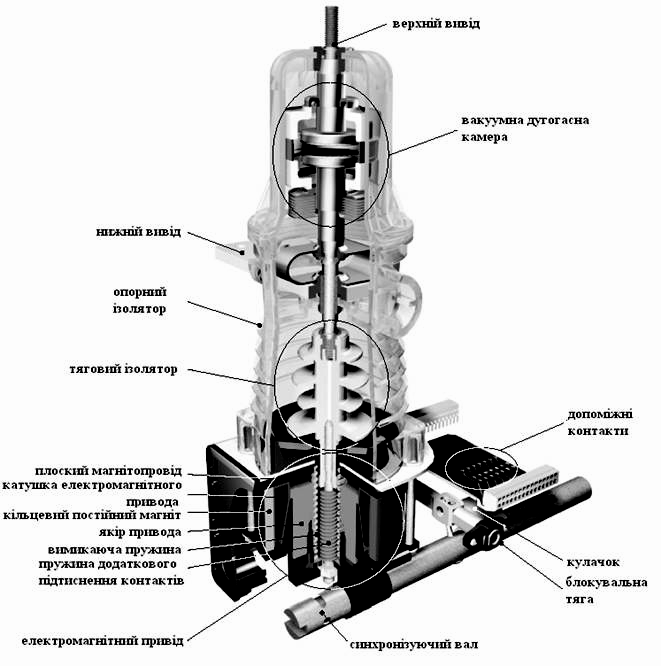 верхній вивід
вакуумна дугогасна
камера
нижній вивід
опорний
ізолятор
тяговий ізолятор
допоміжні
контакти
плоский магнітопровід
катушка електромагнітного
привода
кільцевий постійний магніт
якір привода
вимикаюча пружина
пружина додаткового
підтиснення контактів
кулачок
блокувальна
тяга
електромагнітний привід
синхронізуючий вал